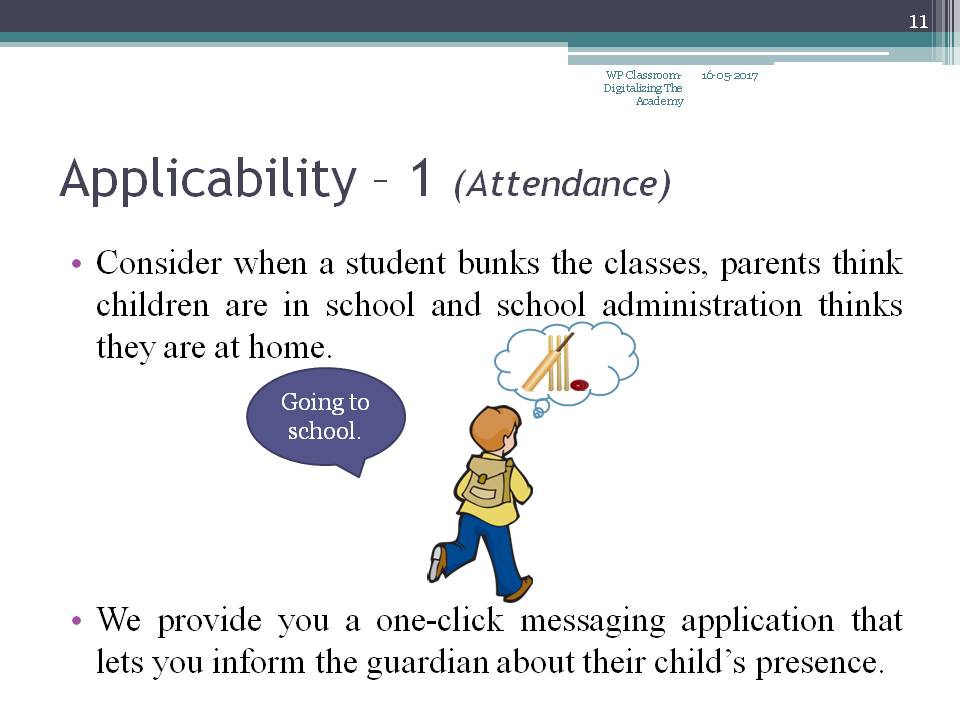 11
WP Classroom- 16-05-2017
Digitalizing The
Academy
Applicability – 1 (Attendance)
• Consider when a student bunks the classes, parents think
children are in school and school administration thinks
they are at home.
Going to
school.
• We provide you a one-click messaging application that
lets you inform the guardian about their child’s presence.